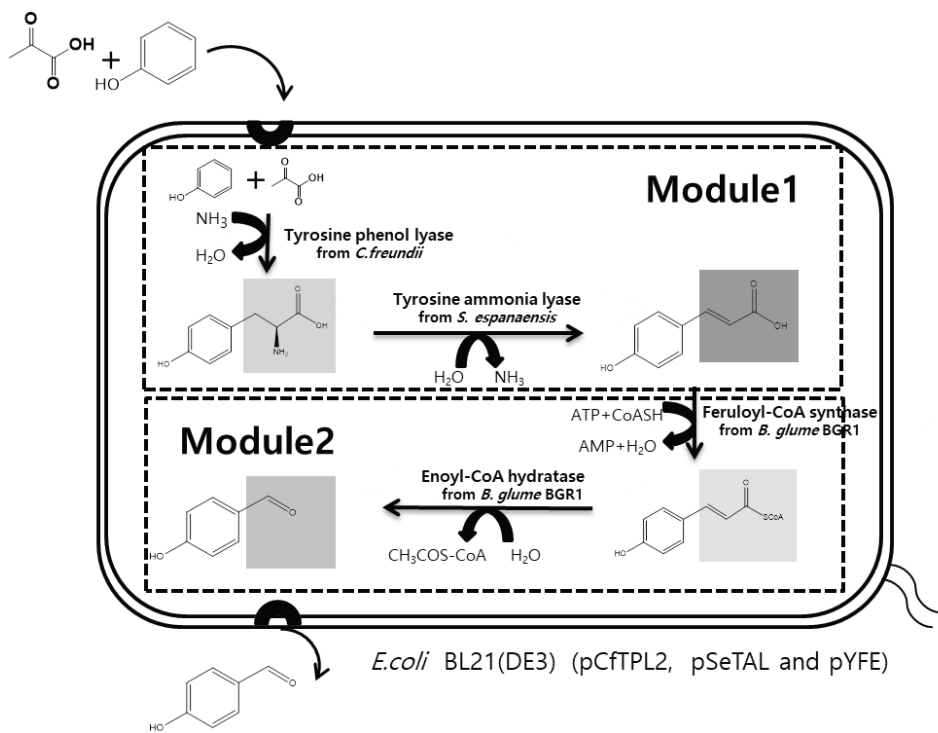 O
OH
O
+
HO
Module1
HO
+
O
OH
O
NH₃
H₂O
Tyrosine phenol lyase
from C.freundii
O
OH
NH₂
HO
Tyrosine ammonia lyase
from S. espanaensis
H₂O NH₃
O
OH
HO
ATP+CoASH
AMP+H₂O
Feruloyl-CoA synthase
from B. glume BGR1
Module2
Enoyl-CoA hydratase
from B. glume BGR1
CH₃COS-CoA H₂O
O
HO
O
SCoA
HO
E.coli BL21(DE3) (pCfTPL2, pSeTAL and pYFE)
O
HO